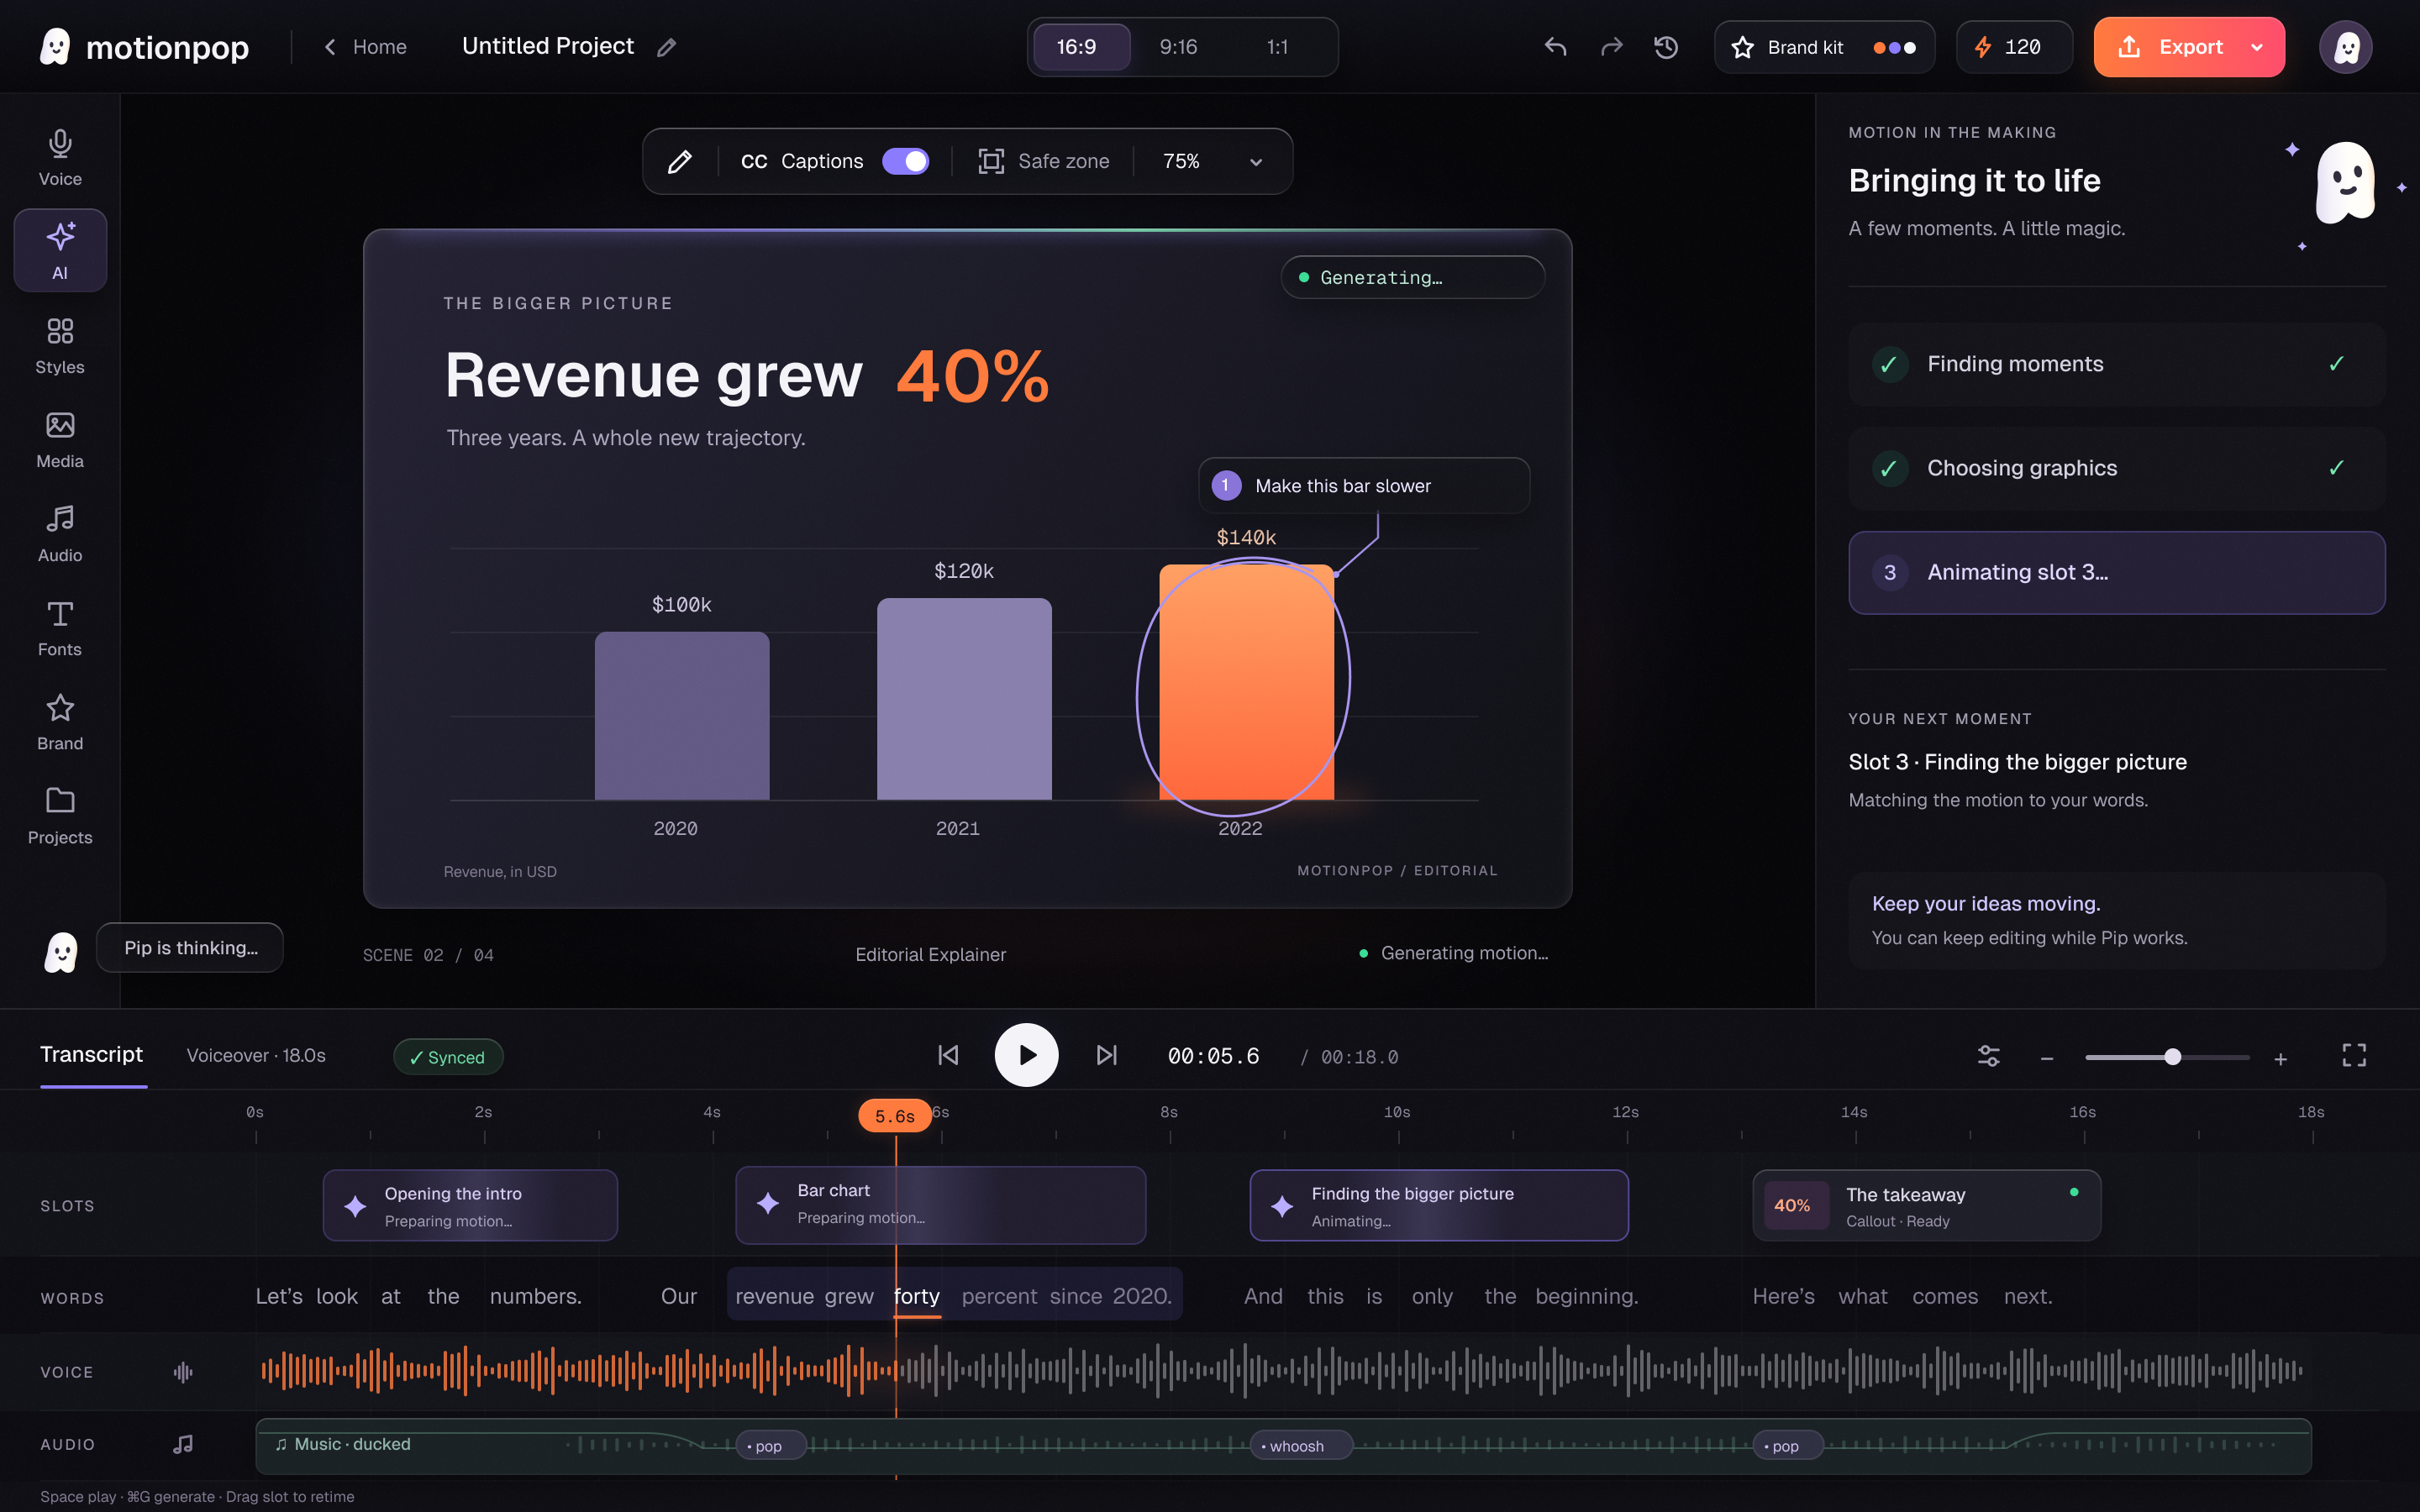 motionpop
Home
Untitled Project
16:9
9:16
1:1
Brand kit
120
Export
Voice
AI
Styles
Media
Audio
Fonts
Brand
Projects
Pip is thinking…
CC Captions
Safe zone
75%
Generating…
THE BIGGER PICTURE
Revenue grew 40%
Three years. A whole new trajectory.
1 Make this bar slower
$100k
$120k
$140k
2020
2021
2022
Revenue, in USD
MOTIONPOP / EDITORIAL
SCENE 02 / 04
Editorial Explainer
Generating motion…
MOTION IN THE MAKING
Bringing it to life
A few moments. A little magic.
✓ Finding moments ✓
✓ Choosing graphics ✓
3 Animating slot 3…
YOUR NEXT MOMENT
Slot 3 · Finding the bigger picture
Matching the motion to your words.
Keep your ideas moving.
You can keep editing while Pip works.
Transcript
Voiceover · 18.0s
✓ Synced
00:05.6 / 00:18.0
− +
0s 2s 4s 5.6s 6s 8s 10s 12s 14s 16s 18s
SLOTS
Opening the intro
Preparing motion…
Bar chart
Preparing motion…
Finding the bigger picture
Animating…
40%
The takeaway
Callout · Ready
WORDS
Let's look at the numbers. Our revenue grew forty percent since 2020. And this is only the beginning. Here's what comes next.
VOICE
AUDIO
♫ Music · ducked
• pop
• whoosh
• pop
Space play · ⌘G generate · Drag slot to retime